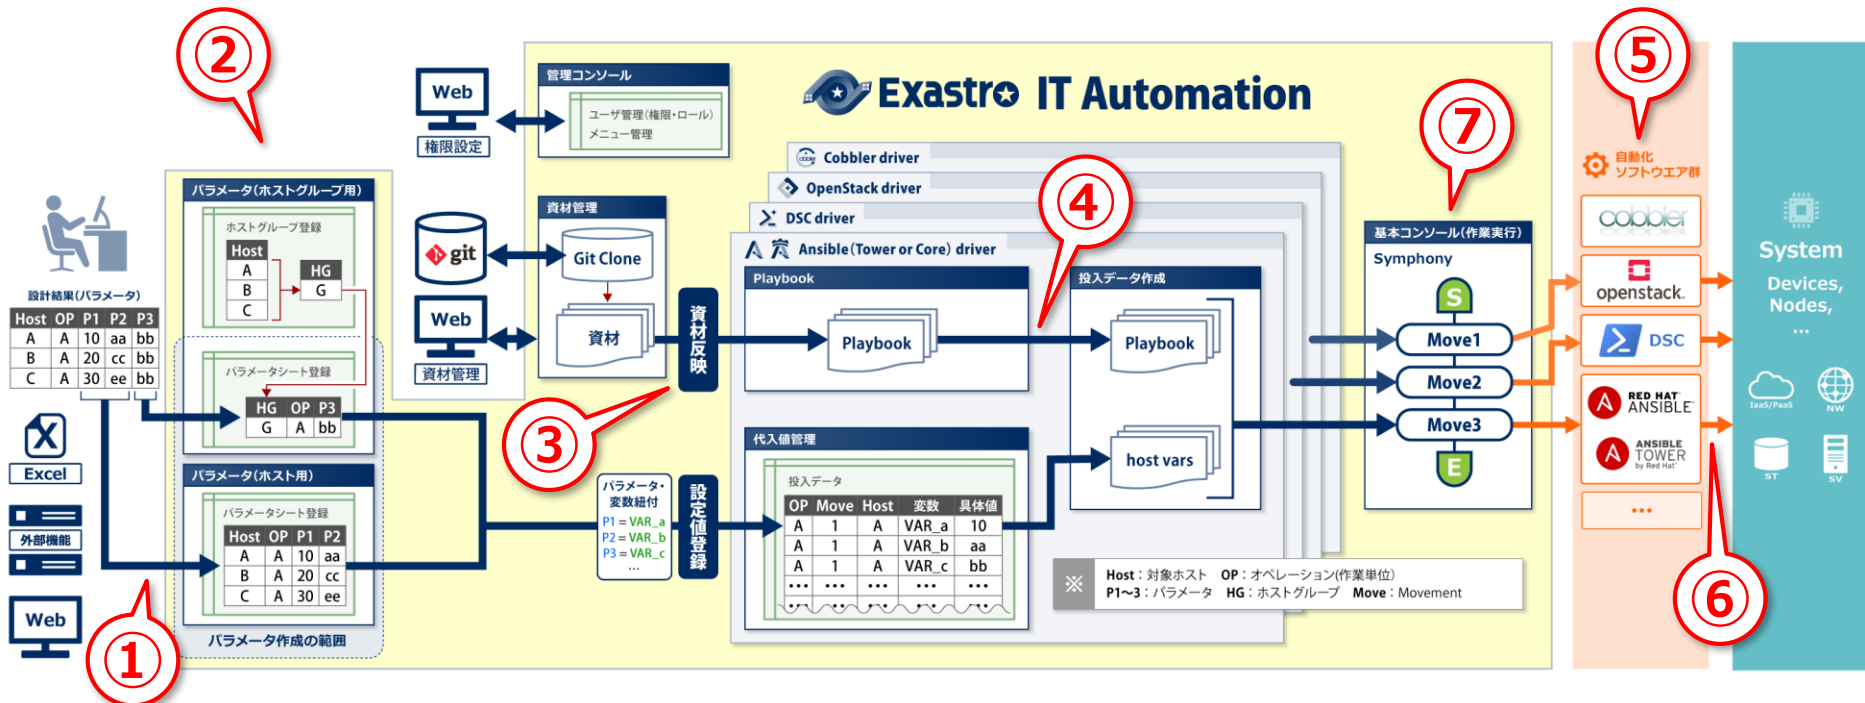 ②
⑤
⑦
④
③
①
⑥
Exastro IT Automation
Web
権限設定
管理コンソール
ユーザ管理(権限・ロール)
メニュー管理
設計結果(パラメータ)
Host OP P1 P2 P3
A A 10 aa bb
B A 20 cc bb
C A 30 ee bb
Excel
外部機能
Web
パラメータ(ホストグループ用)
ホストグループ登録
Host
A
B
C
HG
G
パラメータシート登録
HG OP P3
G A bb
パラメータ(ホスト用)
パラメータシート登録
Host OP P1 P2
A A 10 aa
B A 20 cc
C A 30 ee
パラメータ作成の範囲
git
Web
資材管理
資材管理
Git Clone
資材
資材反映
パラメータ・
変数紐付
P1 = VAR_a
P2 = VAR_b
P3 = VAR_c
...
設定値登録
Cobbler driver
OpenStack driver
DSC driver
Ansible(Tower or Core) driver
Playbook
Playbook
代入値管理
投入データ
OP Move Host 変数 具体値
A 1 A VAR_a 10
A 1 A VAR_b aa
A 1 A VAR_c bb
••• ••• ••• ••• •••
••• ••• ••• ••• •••
投入データ作成
Playbook
host vars
基本コンソール(作業実行)
Symphony
S
Move1
Move2
Move3
E
※
Host：対象ホスト OP：オペレーション(作業単位)
P1～3：パラメータ HG：ホストグループ Move：Movement
自動化
ソフトウエア群
cobbler
openstack.
DSC
RED HAT
ANSIBLE
ANSIBLE
TOWER
by Red Hat
•••
System
Devices,
Nodes,
...
IaaS/PaaS
NW
ST
SV